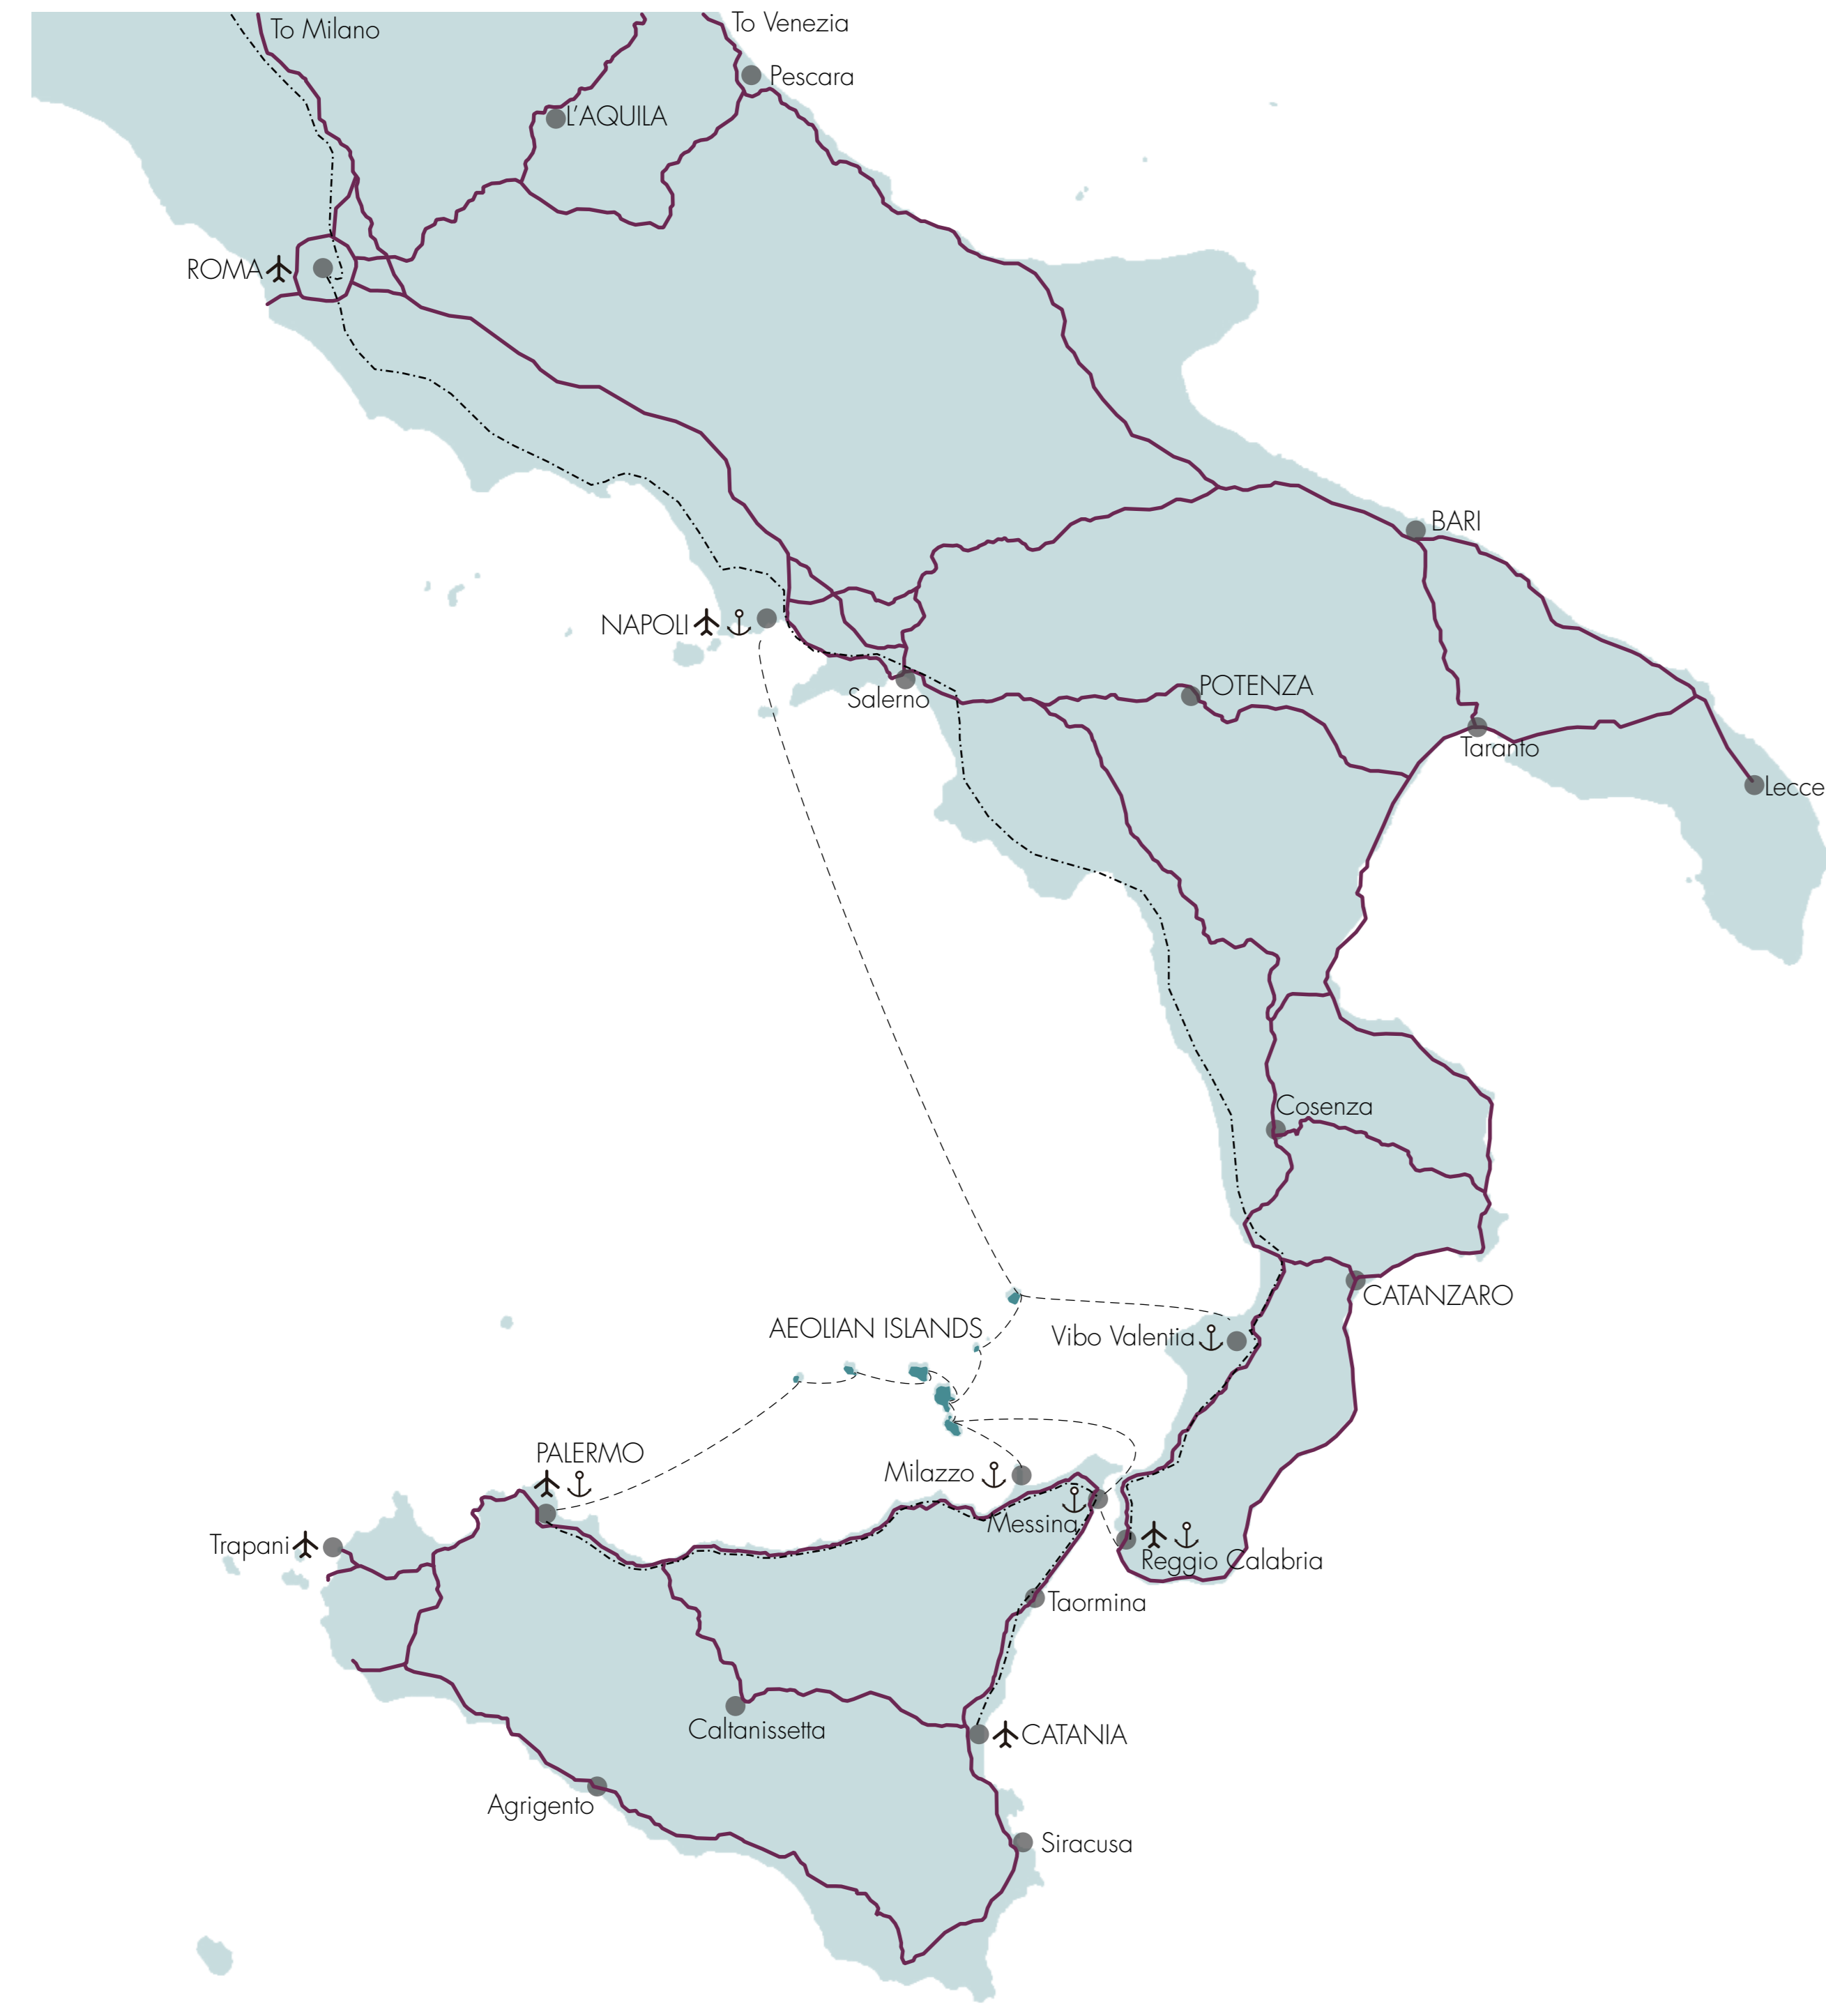 To Milano
To Venezia
Pescara
L'AQUILA
ROMA
BARI
NAPOLI
POTENZA
Salerno
Taranto
Lecce
Cosenza
CATANZARO
AEOLIAN ISLANDS
Vibo Valentia
PALERMO
Milazzo
Messina
Trapani
Reggio Calabria
Taormina
Caltanissetta
CATANIA
Agrigento
Siracusa